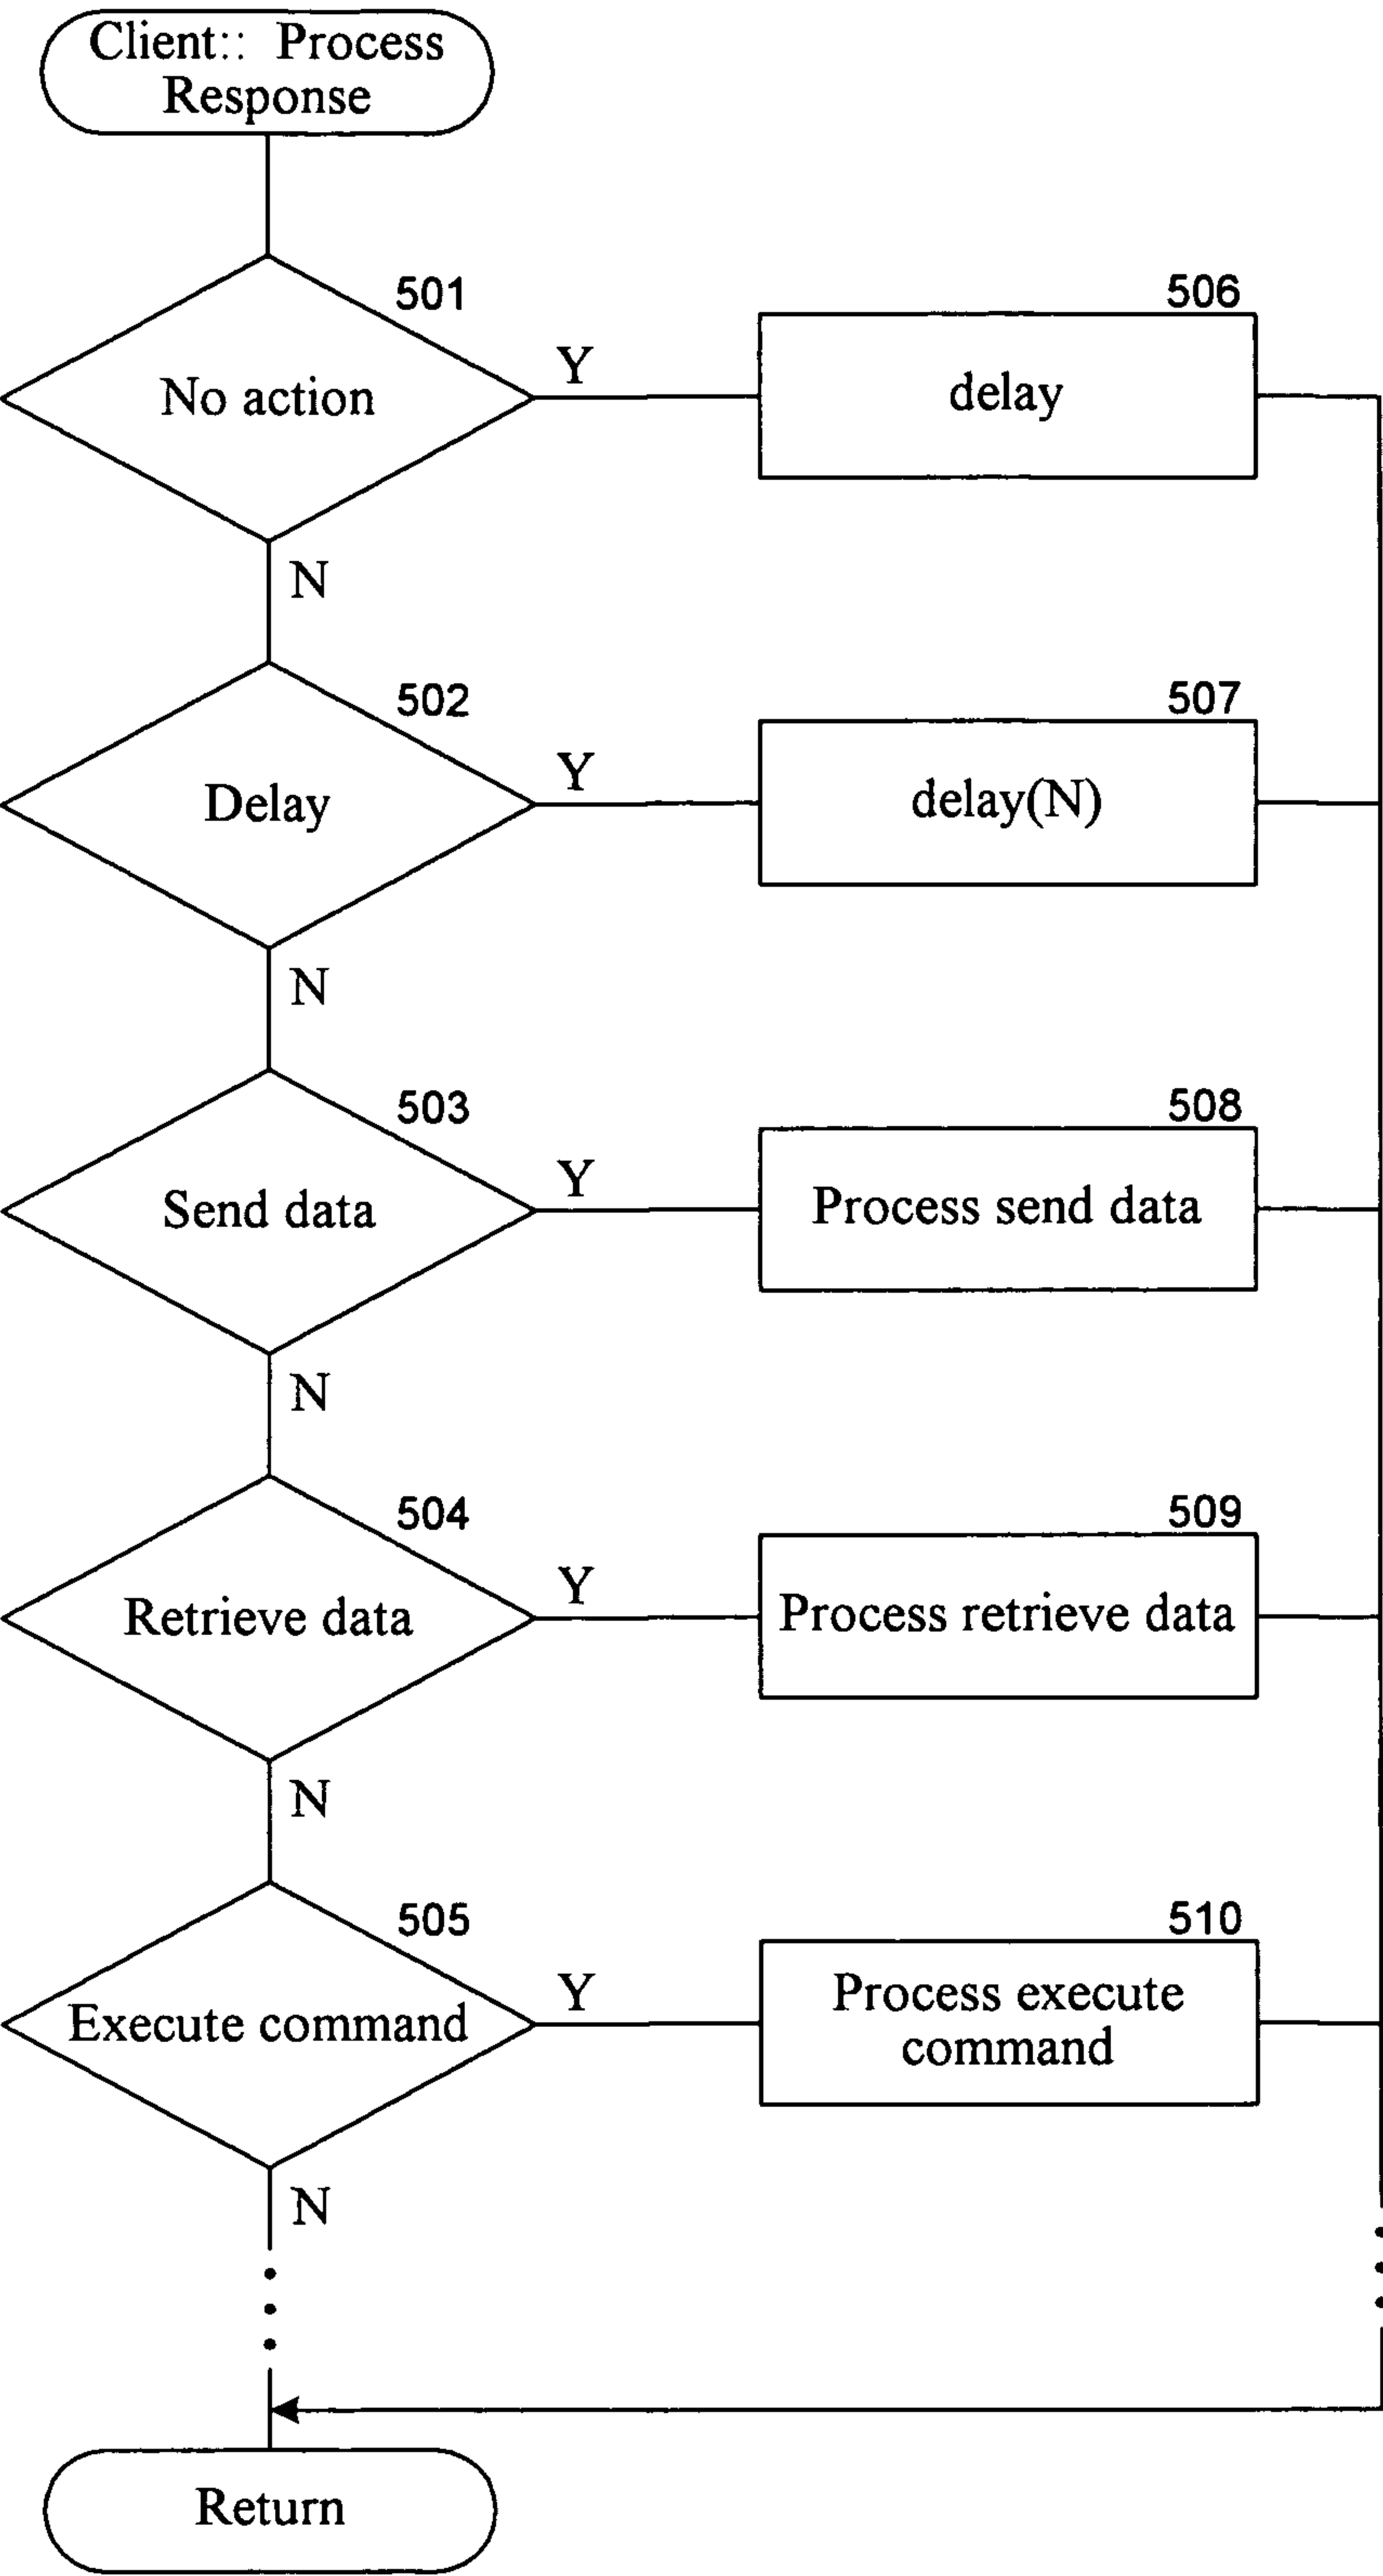 Client:: Process
Response
501
506
No action
Y
delay
N
502
507
Delay
Y
delay(N)
N
503
508
Send data
Y
Process send data
N
504
509
Retrieve data
Y
Process retrieve data
N
505
510
Execute command
Y
Process execute
command
N
Return